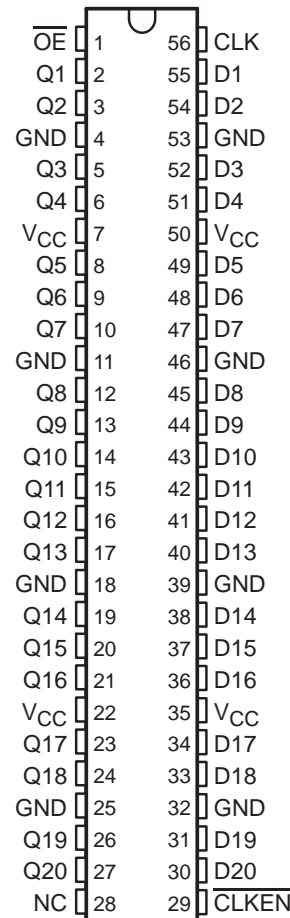 O̅E̅ 1 56 CLK
Q1 2 55 D1
Q2 3 54 D2
GND 4 53 GND
Q3 5 52 D3
Q4 6 51 D4
VCC 7 50 VCC
Q5 8 49 D5
Q6 9 48 D6
Q7 10 47 D7
GND 11 46 GND
Q8 12 45 D8
Q9 13 44 D9
Q10 14 43 D10
Q11 15 42 D11
Q12 16 41 D12
Q13 17 40 D13
GND 18 39 GND
Q14 19 38 D14
Q15 20 37 D15
Q16 21 36 D16
VCC 22 35 VCC
Q17 23 34 D17
Q18 24 33 D18
GND 25 32 GND
Q19 26 31 D19
Q20 27 30 D20
NC 28 29 C̅L̅K̅E̅N̅